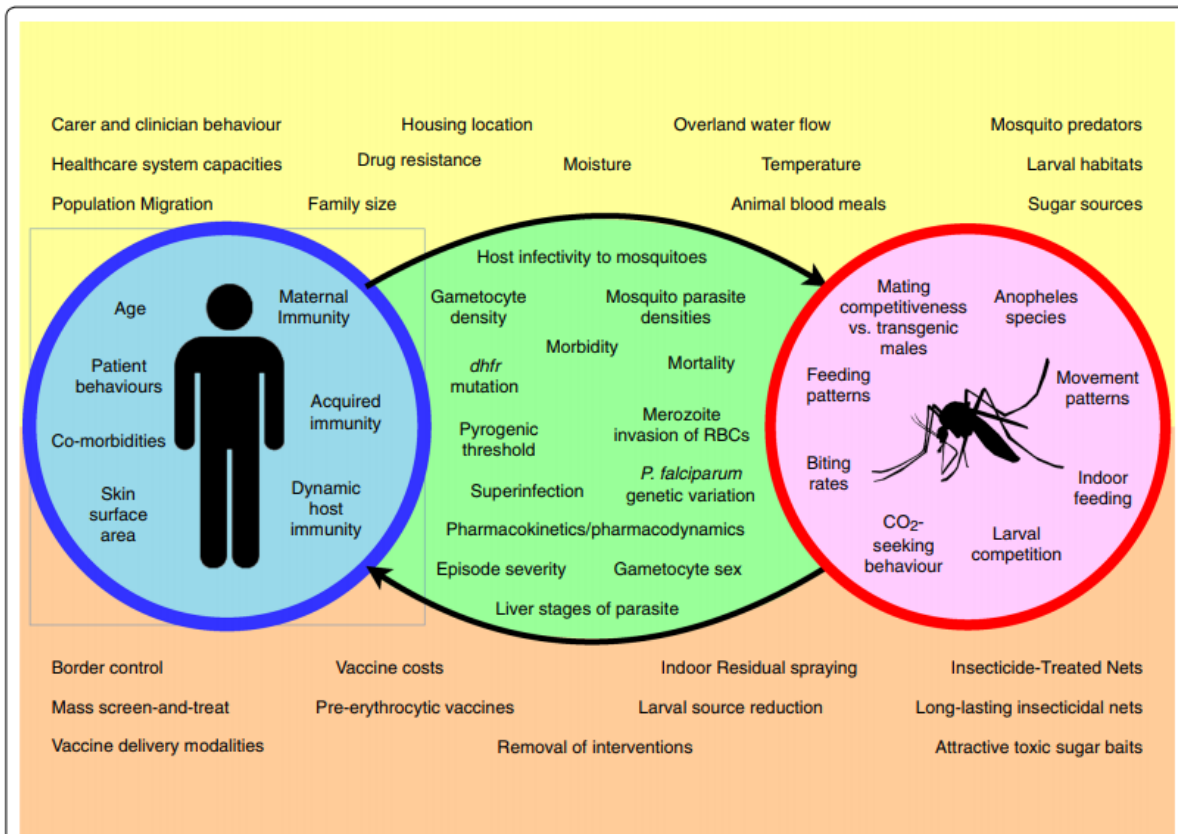 Carer and clinician behaviour
Housing location
Overland water flow
Mosquito predators
Healthcare system capacities
Drug resistance
Moisture
Temperature
Larval habitats
Population Migration
Family size
Animal blood meals
Sugar sources
Age
Maternal
Immunity
Patient
behaviours
Acquired
immunity
Co-morbidities
Skin
surface
area
Dynamic
host
immunity
Host infectivity to mosquitoes
Gametocyte
density
Mosquito parasite
densities
Morbidity
Mortality
dhfr
mutation
Merozoite
invasion of RBCs
Pyrogenic
threshold
P. falciparum
genetic variation
Superinfection
Pharmacokinetics/pharmacodynamics
Episode severity
Gametocyte sex
Liver stages of parasite
Mating
competitiveness
vs. transgenic
males
Anopheles
species
Feeding
patterns
Movement
patterns
Biting
rates
Indoor
feeding
CO2-
seeking
behaviour
Larval
competition
Border control
Vaccine costs
Indoor Residual spraying
Insecticide-Treated Nets
Mass screen-and-treat
Pre-erythrocytic vaccines
Larval source reduction
Long-lasting insecticidal nets
Vaccine delivery modalities
Removal of interventions
Attractive toxic sugar baits